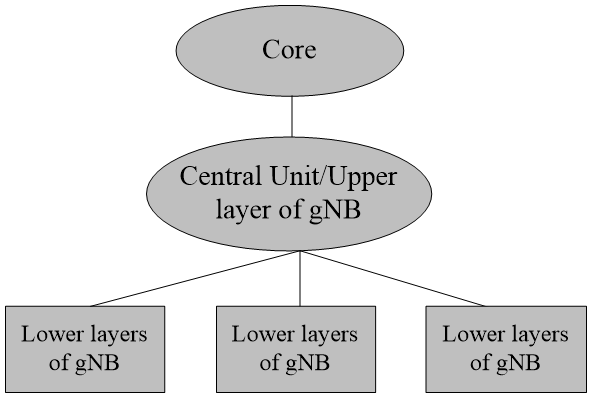 Core
Central Unit/Upper
layer of gNB
Lower layers
of gNB
Lower layers
of gNB
Lower layers
of gNB